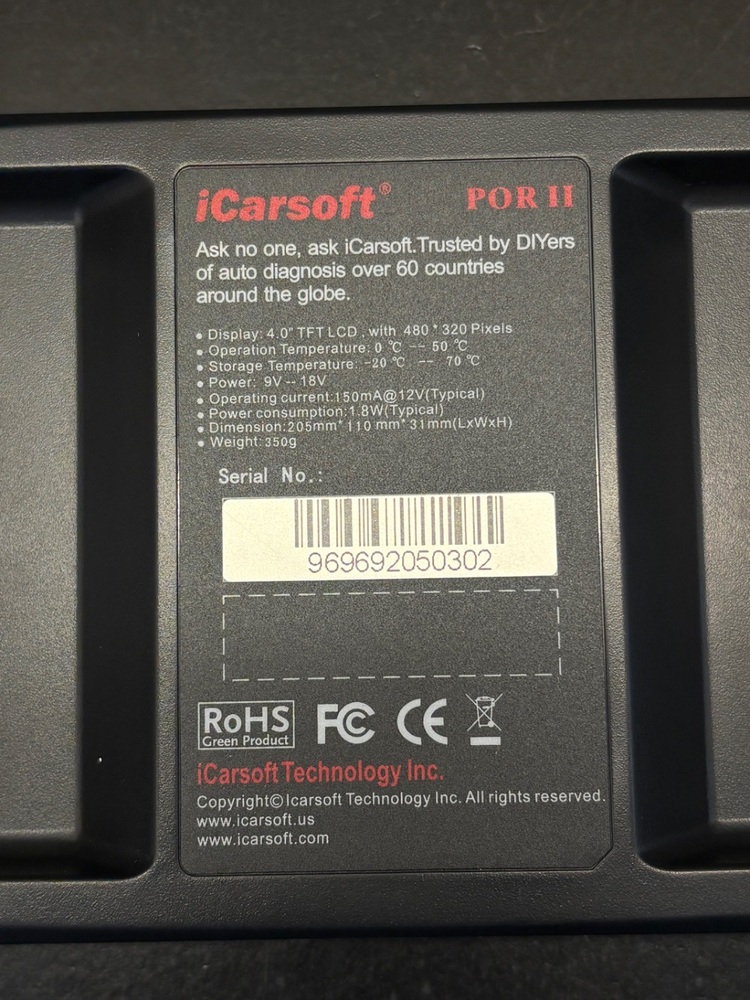 iCarsoft® POR II
Ask no one, ask iCarsoft.Trusted by DIYers
of auto diagnosis over 60 countries
around the globe.
• Display: 4.0" TFT LCD , with 480 * 320 Pixels
• Operation Temperature: 0 ℃ -- 50 ℃
• Storage Temperature: -20 ℃ -- 70 ℃
• Power: 9V -- 18V
• Operating current:150mA@12V(Typical)
• Power consumption:1.8W(Typical)
• Dimension:205mm* 110 mm* 31mm(LxWxH)
• Weight:350g
Serial No.:
969692050302
RoHS FC CE
Green Product
iCarsoft Technology Inc.
Copyright© Icarsoft Technology Inc. All rights reserved.
www.icarsoft.us
www.icarsoft.com